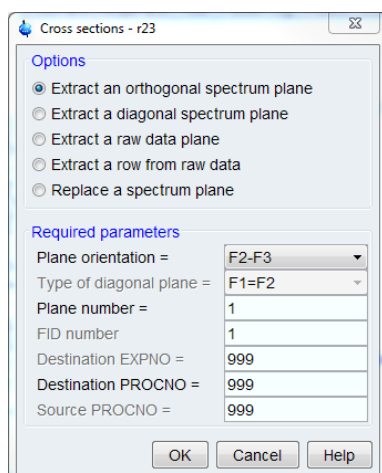 Cross sections - r23
Options
Extract an orthogonal spectrum plane
Extract a diagonal spectrum plane
Extract a raw data plane
Extract a row from raw data
Replace a spectrum plane
Required parameters
Plane orientation = F2-F3
Type of diagonal plane = F1=F2
Plane number = 1
FID number 1
Destination EXPNO = 999
Destination PROCNO = 999
Source PROCNO = 999
OK Cancel Help